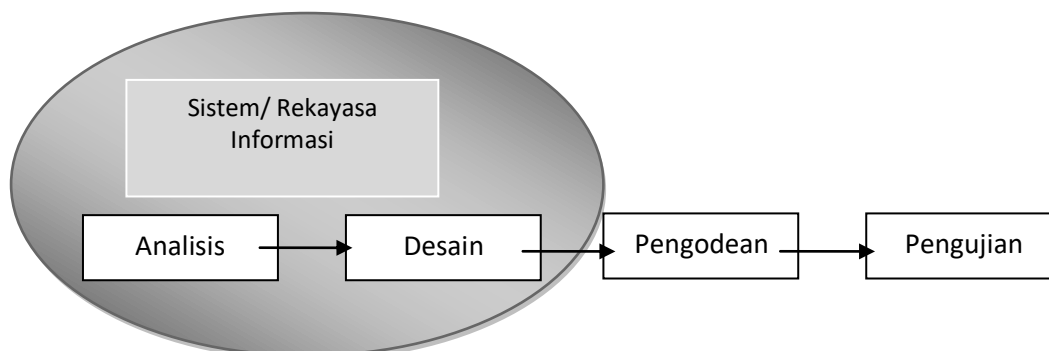 Sistem/ Rekayasa
Informasi
Analisis
Desain
Pengodean
Pengujian